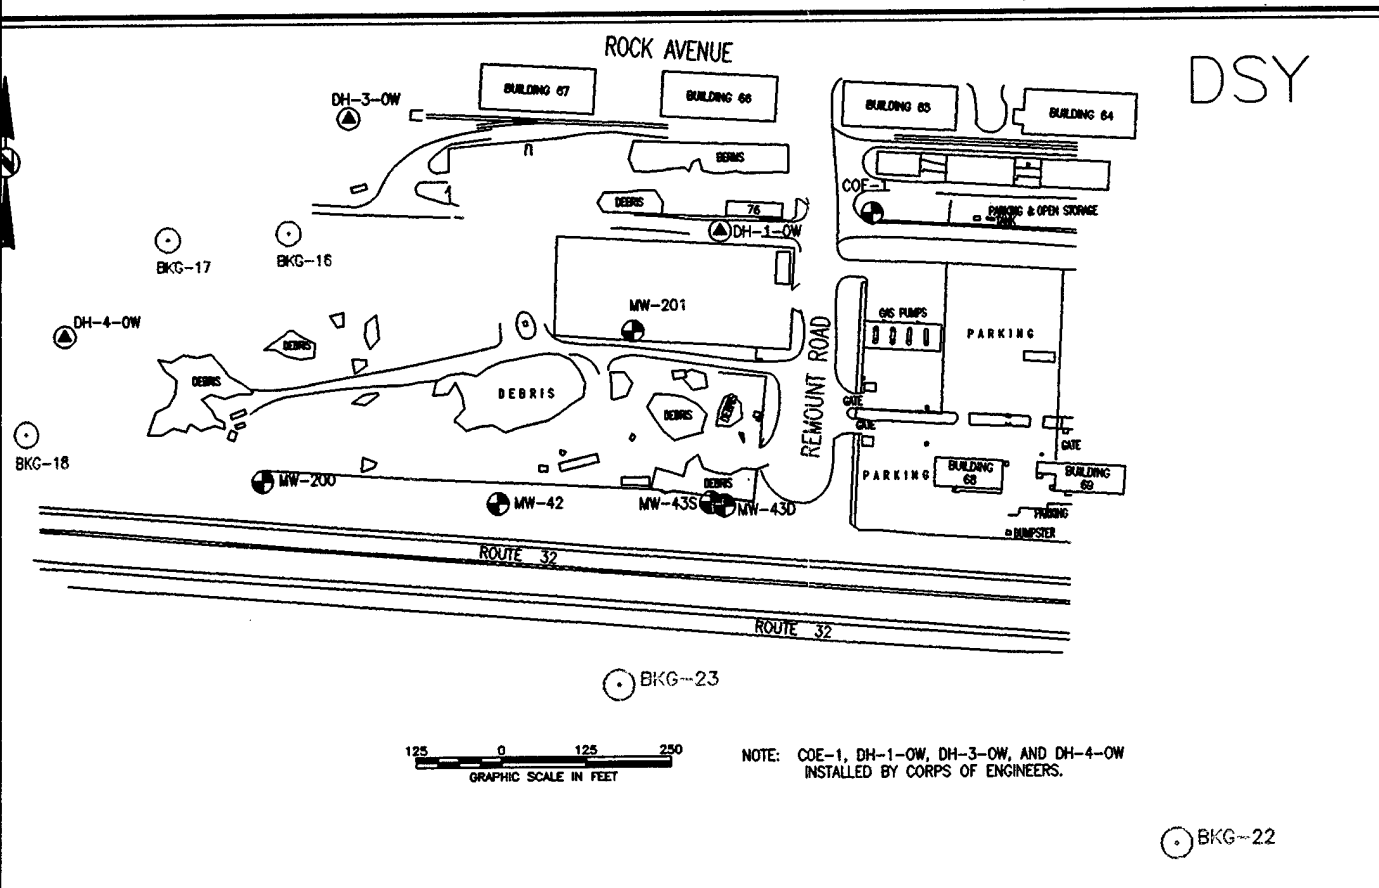 ROCK AVENUE
DSY
BUILDING 67
BUILDING 66
BUILDING 65
BUILDING 64
DH-3-OW
BERMS
COE-1
DEBRIS
76
PARKING & OPEN STORAGE
TANK
DH-1-OW
BKG-17
BKG-16
MW-201
DH-4-OW
GAS PUMPS
PARKING
REMOUNT ROAD
DEBRIS
DEBRIS
DEBRIS
DEBRIS
DEBRIS
GATE
GATE
GATE
BKG-18
MW-200
PARKING
BUILDING
68
BUILDING
69
DEBRIS
MW-42
MW-43S
MW-43D
PARKING
DUMPSTER
ROUTE 32
ROUTE 32
BKG-23
125 0 125 250
GRAPHIC SCALE IN FEET
NOTE: COE-1, DH-1-OW, DH-3-OW, AND DH-4-OW
INSTALLED BY CORPS OF ENGINEERS.
BKG-22